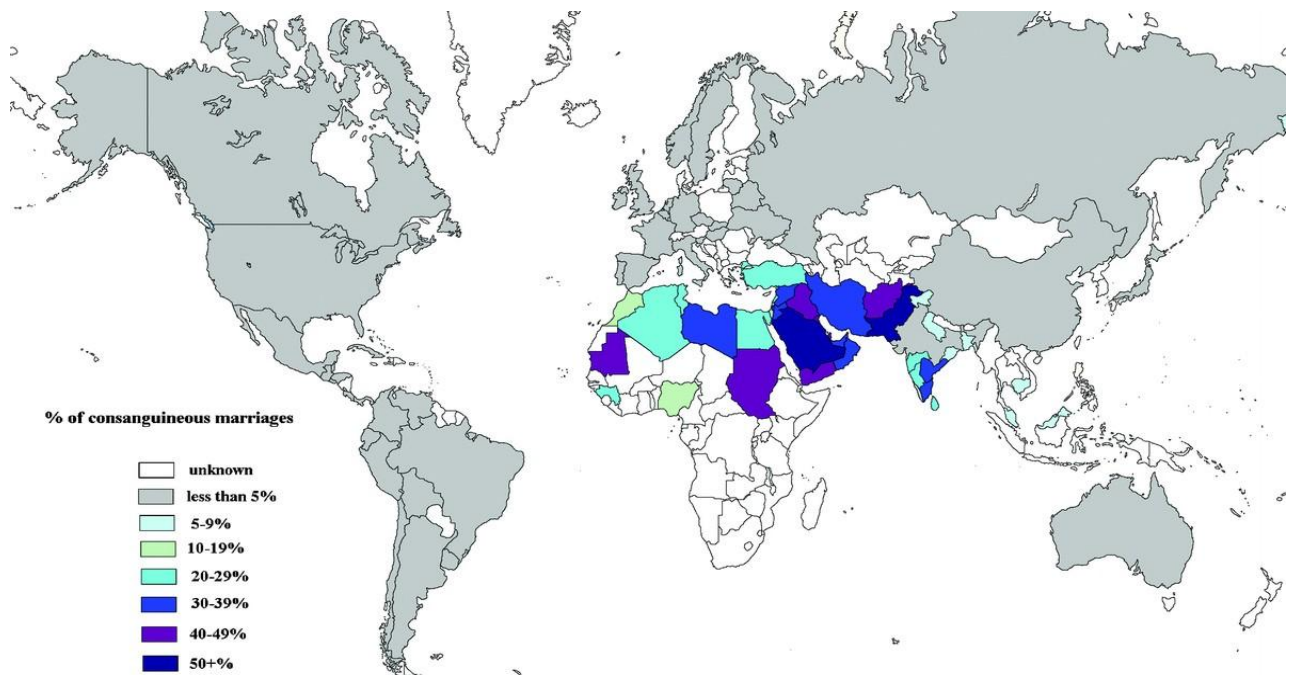 % of consanguineous marriages
unknown
less than 5%
5-9%
10-19%
20-29%
30-39%
40-49%
50+%